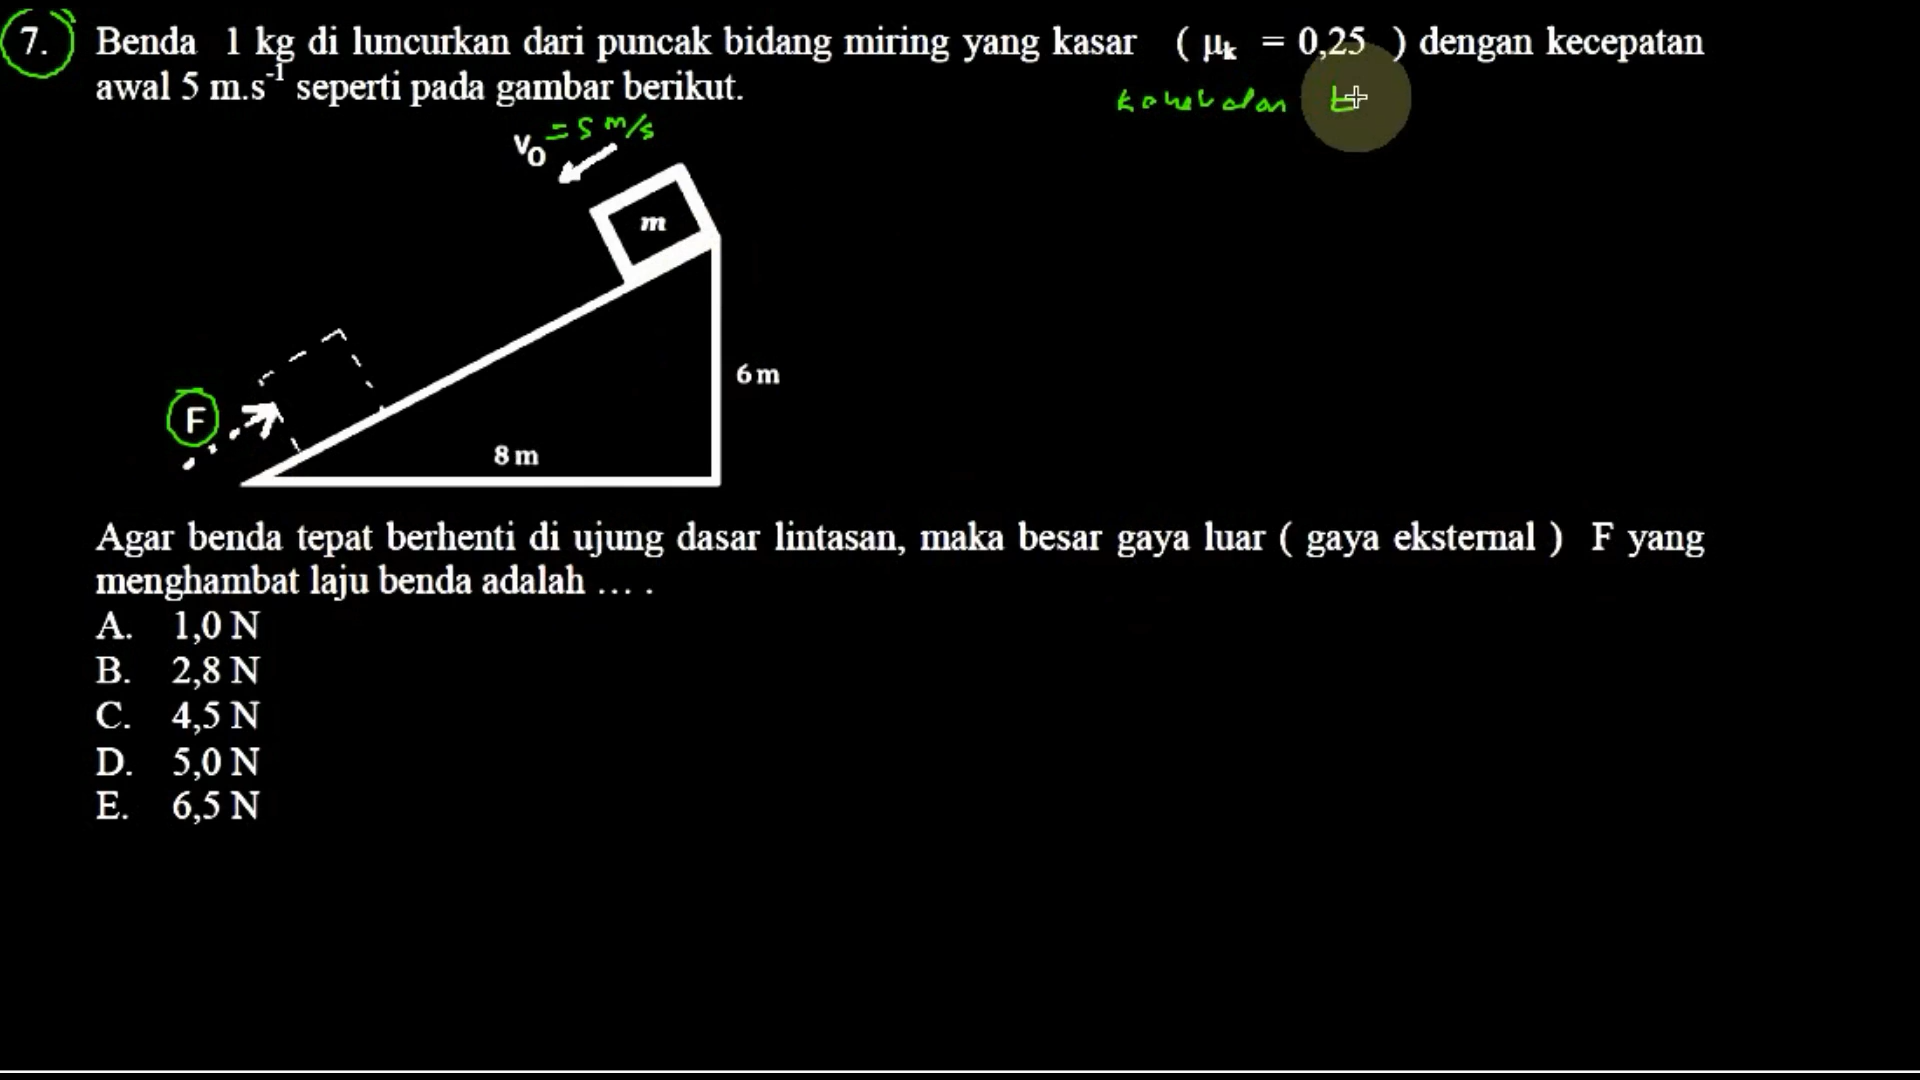 7. Benda 1 kg di luncurkan dari puncak bidang miring yang kasar ( μk = 0,25 ) dengan kecepatan
awal 5 m.s⁻¹ seperti pada gambar berikut.
V₀ = 5 m/s
m
F
6 m
8 m
Agar benda tepat berhenti di ujung dasar lintasan, maka besar gaya luar ( gaya eksternal ) F yang
menghambat laju benda adalah ... .
A. 1,0 N
B. 2,8 N
C. 4,5 N
D. 5,0 N
E. 6,5 N